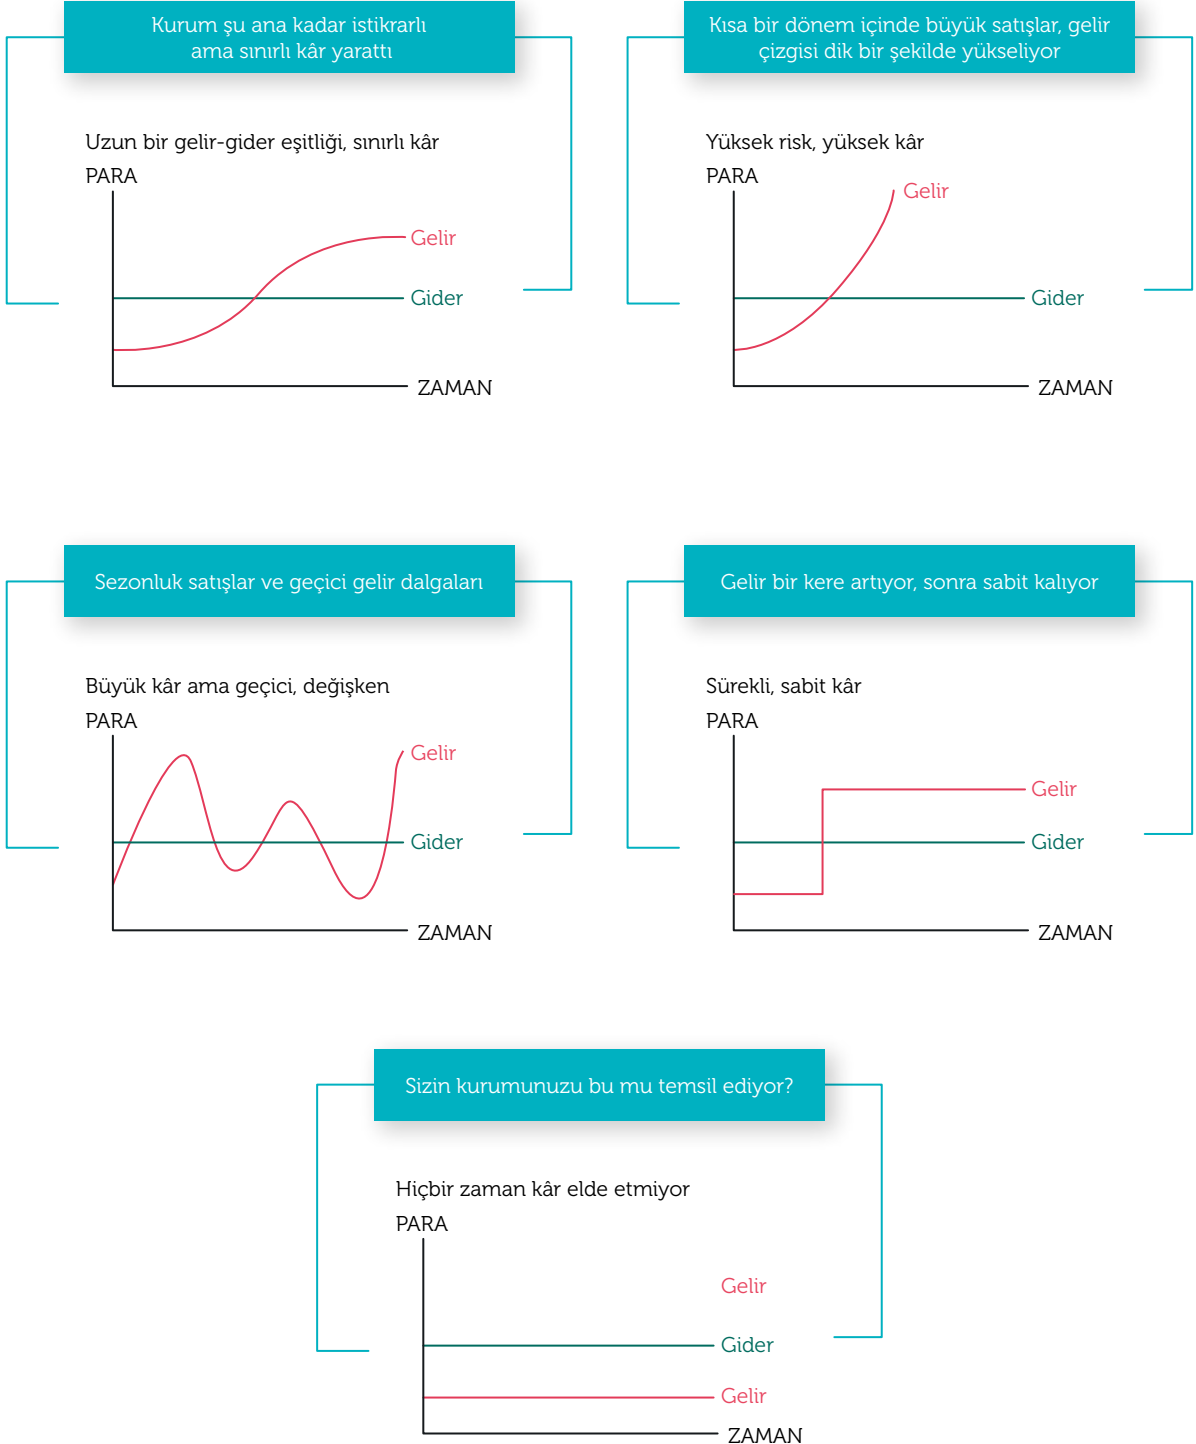 Kurum şu ana kadar istikrarlı
ama sınırlı kâr yarattı
Uzun bir gelir-gider eşitliği, sınırlı kâr
PARA
Gelir
Gider
ZAMAN
Kısa bir dönem içinde büyük satışlar, gelir
çizgisi dik bir şekilde yükseliyor
Yüksek risk, yüksek kâr
PARA
Gelir
Gider
ZAMAN
Sezonluk satışlar ve geçici gelir dalgaları
Büyük kâr ama geçici, değişken
PARA
Gelir
Gider
ZAMAN
Gelir bir kere artıyor, sonra sabit kalıyor
Sürekli, sabit kâr
PARA
Gelir
Gider
ZAMAN
Sizin kurumunuzu bu mu temsil ediyor?
Hiçbir zaman kâr elde etmiyor
PARA
Gelir
Gider
Gelir
ZAMAN